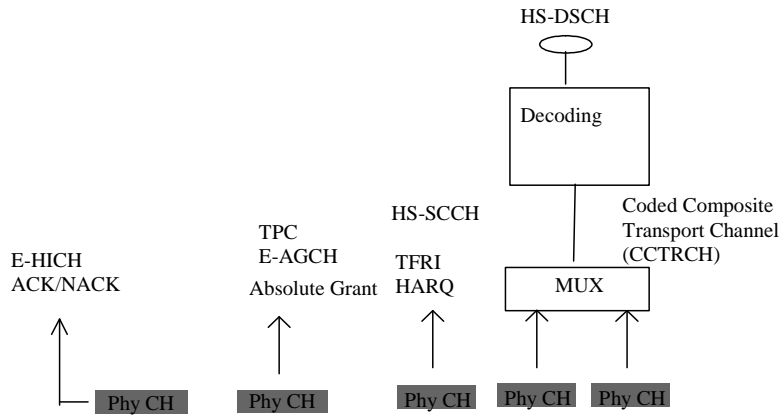 HS-DSCH
Decoding
Coded Composite
Transport Channel
(CCTRCH)
HS-SCCH
TPC
E-AGCH
Absolute Grant
E-HICH
ACK/NACK
TFRI
HARQ
MUX
Phy CH
Phy CH
Phy CH
Phy CH
Phy CH